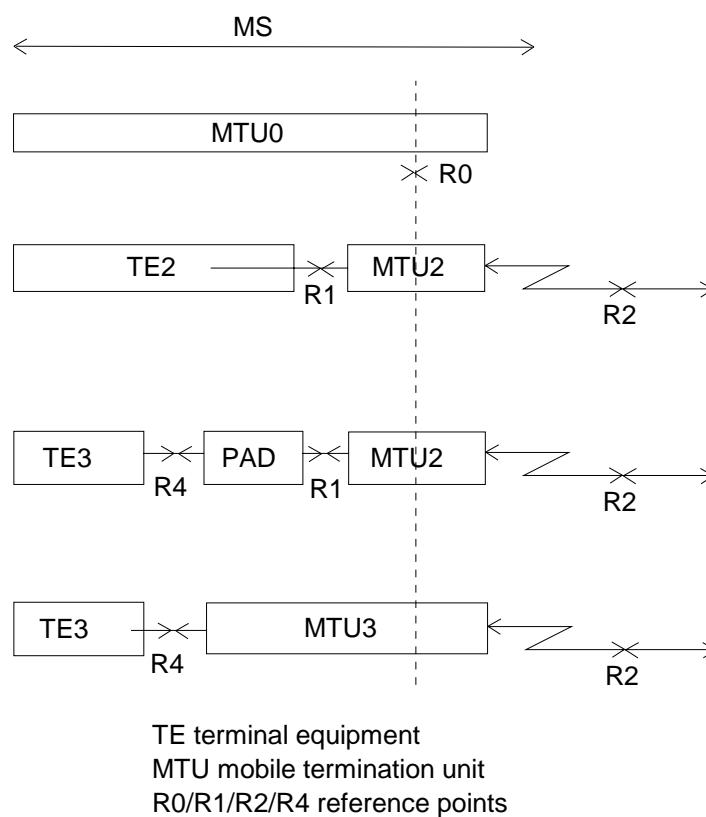 MS
MTU0
R0
TE2 MTU2
R1
R2
TE3 PAD MTU2
R4 R1
R2
TE3 MTU3
R4
R2
TE terminal equipment
MTU mobile termination unit
R0/R1/R2/R4 reference points